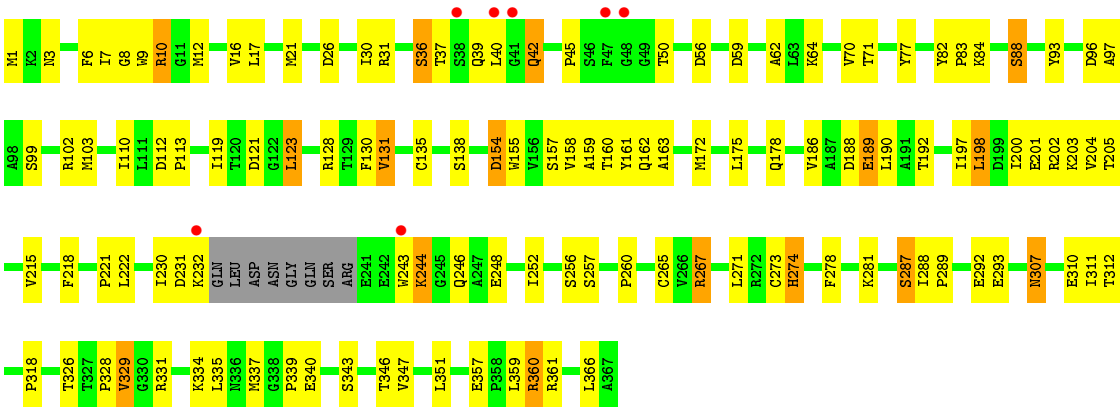 M1 K2 N3 F6 I7 G8 W9 R10 G11 M12 V16 L17 M21 D26 I30 R31 S36 T37 S38 Q39 L40 G41 Q42 P45 S46 F47 G48 G49 T50 D56 D59 A62 L63 K64 V70 I71 Y77 Y82 P83 K84 S88 Y93 D96 A97
A98 S99 R102 M103 I110 L111 D112 P113 I119 T120 D121 G122 L123 R128 T129 F130 V131 C135 S138 D154 W155 V156 S157 V158 A159 T160 Y161 Q162 A163 M172 L175 Q178 V186 A187 D188 E189 L190 A191 T192 I197 L198 D199 I200 E201 R202 K203 V204 T205
V215 F218 P221 L222 I230 D231 K232 GLN LEU ASP ASN GLY GLN SER ARG E241 E242 W243 K244 G245 Q246 A247 E248 I252 S256 S257 P260 C265 V266 R267 L271 R272 C273 H274 F278 K281 S287 I288 P289 E292 E293 N307 E310 I311 T312
P318 T326 T327 P328 V329 G330 R331 K334 L335 N336 M337 G338 P339 E340 S343 T346 V347 L351 E357 P358 L359 R360 R361 L366 A367